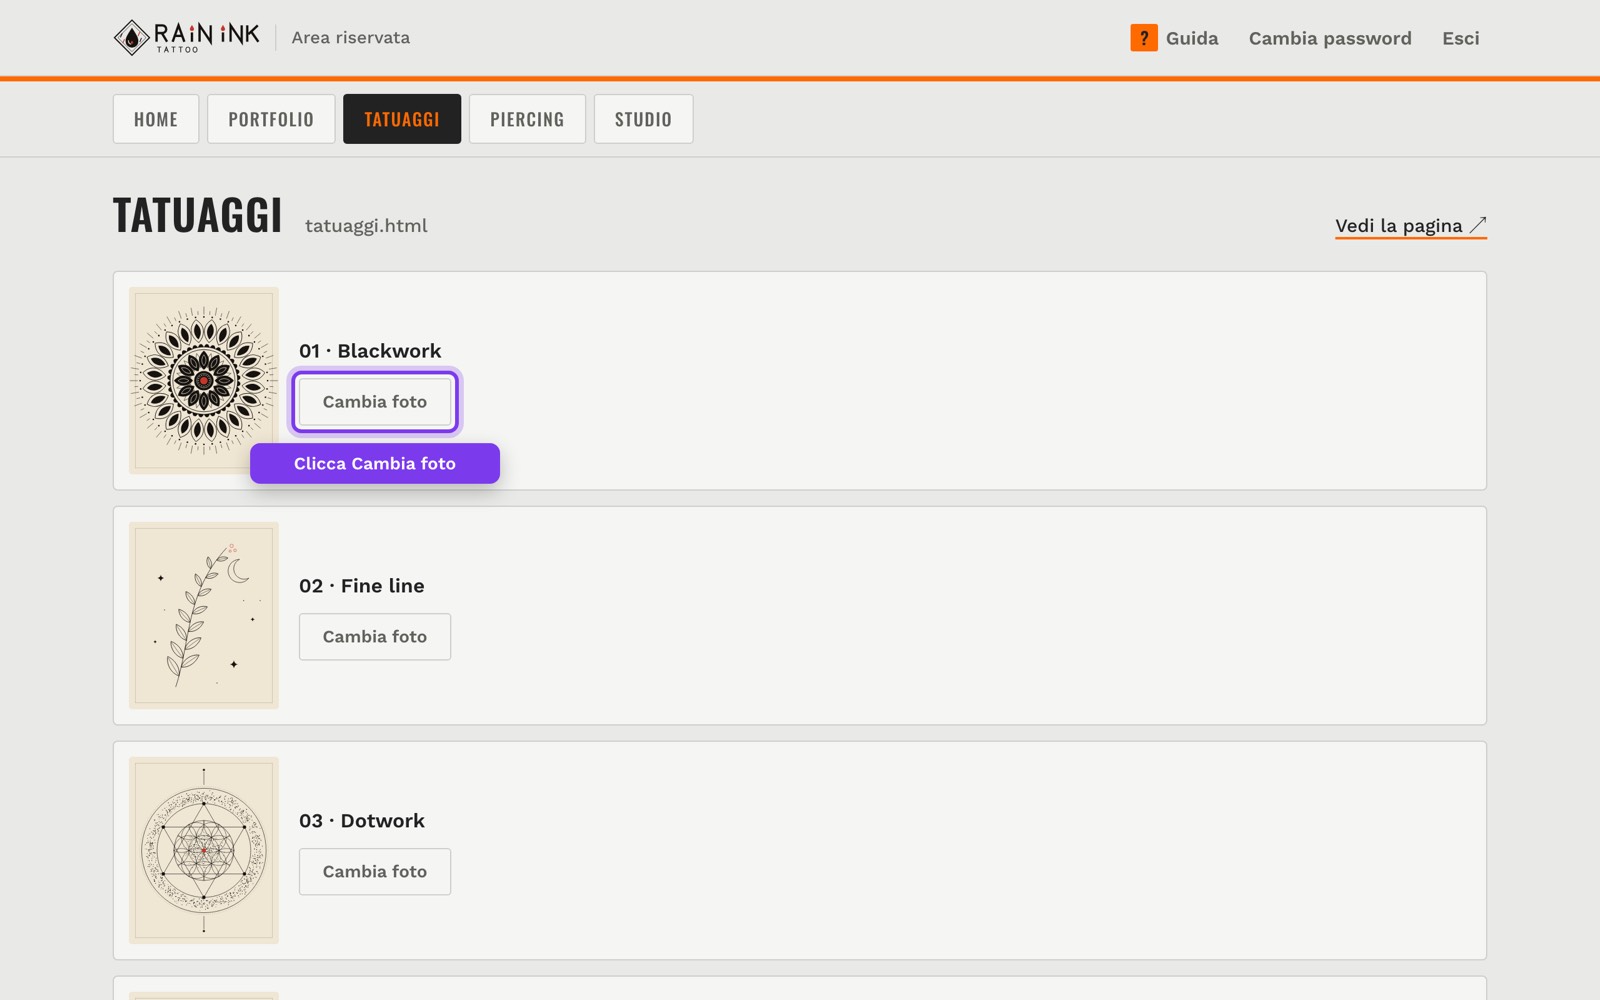 RAIN INK
TATTOO
Area riservata
? Guida
Cambia password
Esci
HOME
PORTFOLIO
TATUAGGI
PIERCING
STUDIO
TATUAGGI
tatuaggi.html
Vedi la pagina ↗
01 · Blackwork
Cambia foto
Clicca Cambia foto
02 · Fine line
Cambia foto
03 · Dotwork
Cambia foto